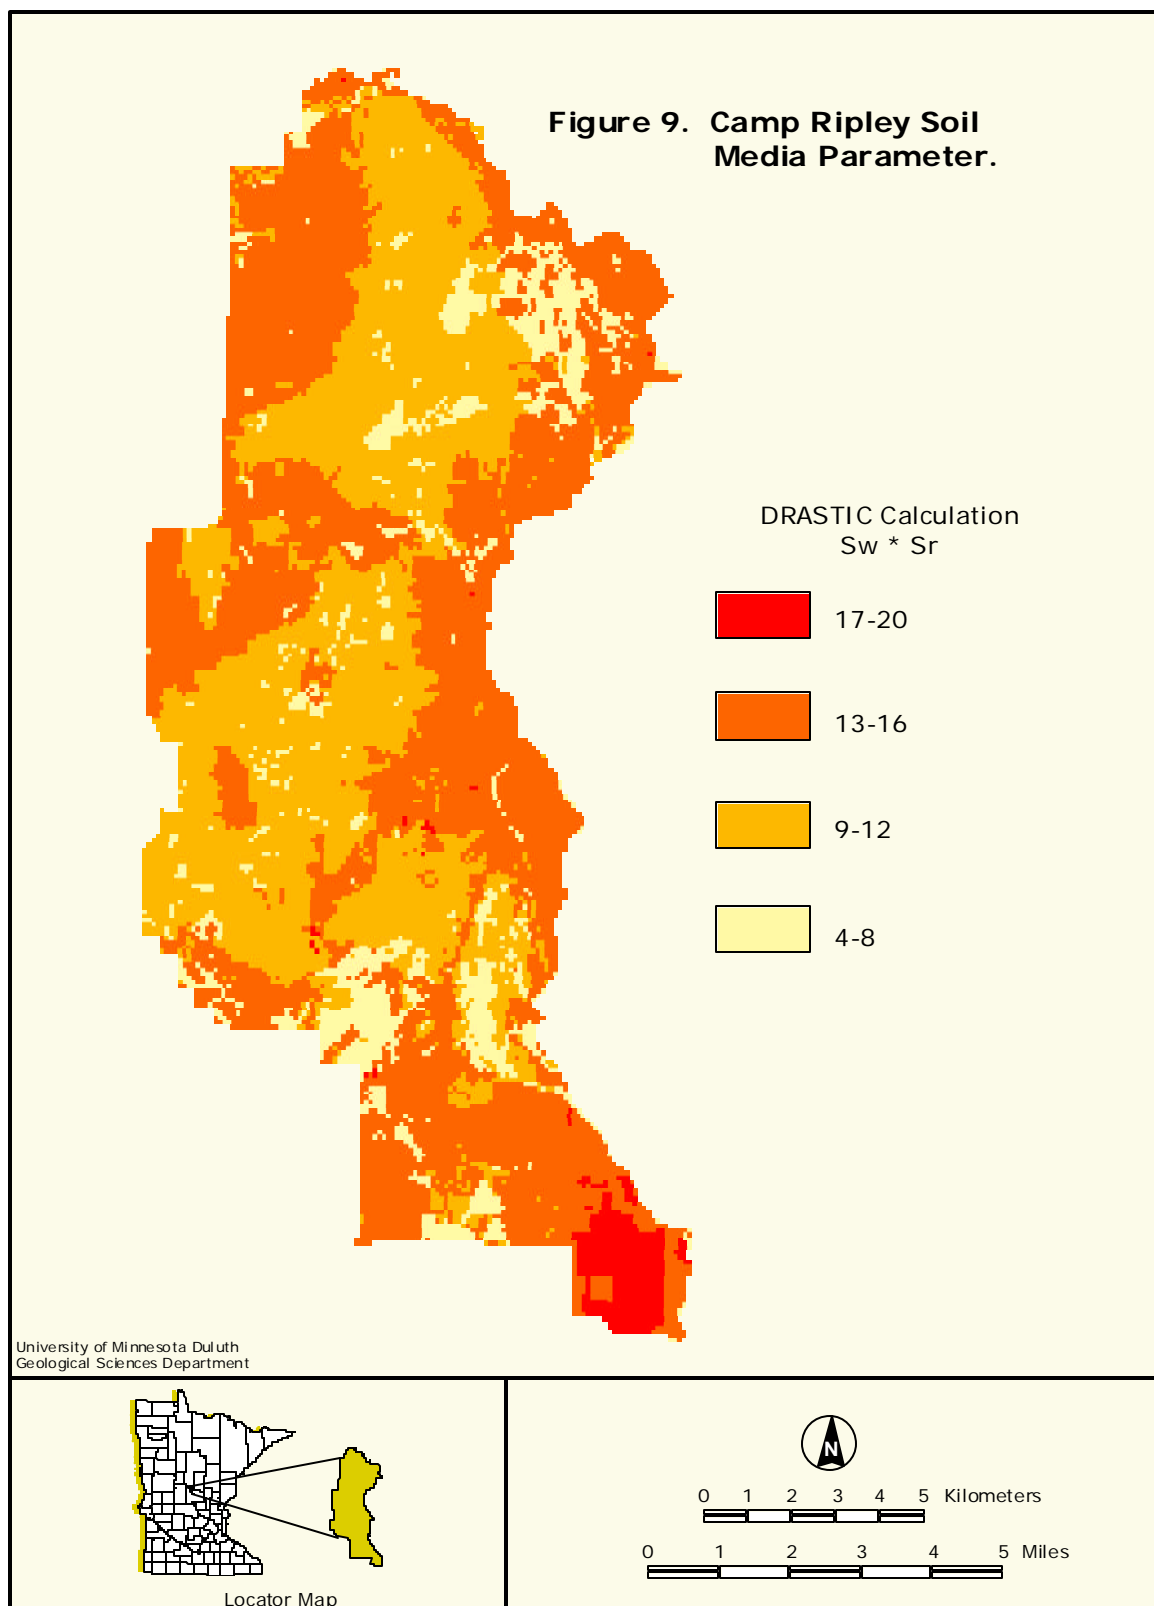 Figure 9. Camp Ripley Soil
Media Parameter.
DRASTIC Calculation
Sw * Sr
17-20
13-16
9-12
4-8
University of Minnesota Duluth
Geological Sciences Department
Locator Map
N
0 1 2 3 4 5 Kilometers
0 1 2 3 4 5 Miles